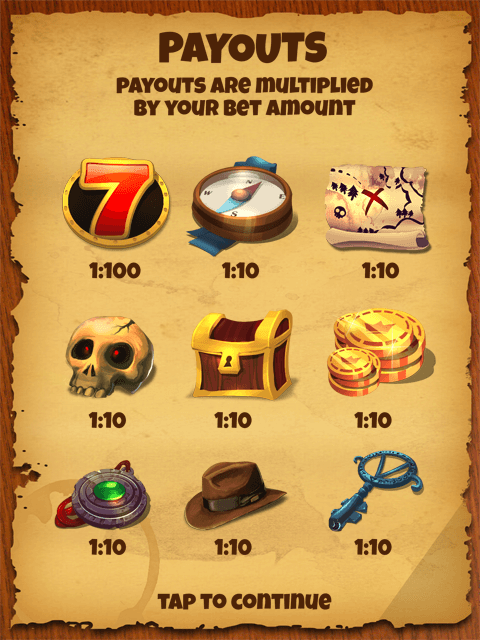 PAYOUTS
PAYOUTS ARE MULTIPLIED
BY YOUR BET AMOUNT
7
W N E S
1:100 1:10 1:10
1:10 1:10 1:10
1:10 1:10 1:10
TAP TO CONTINUE